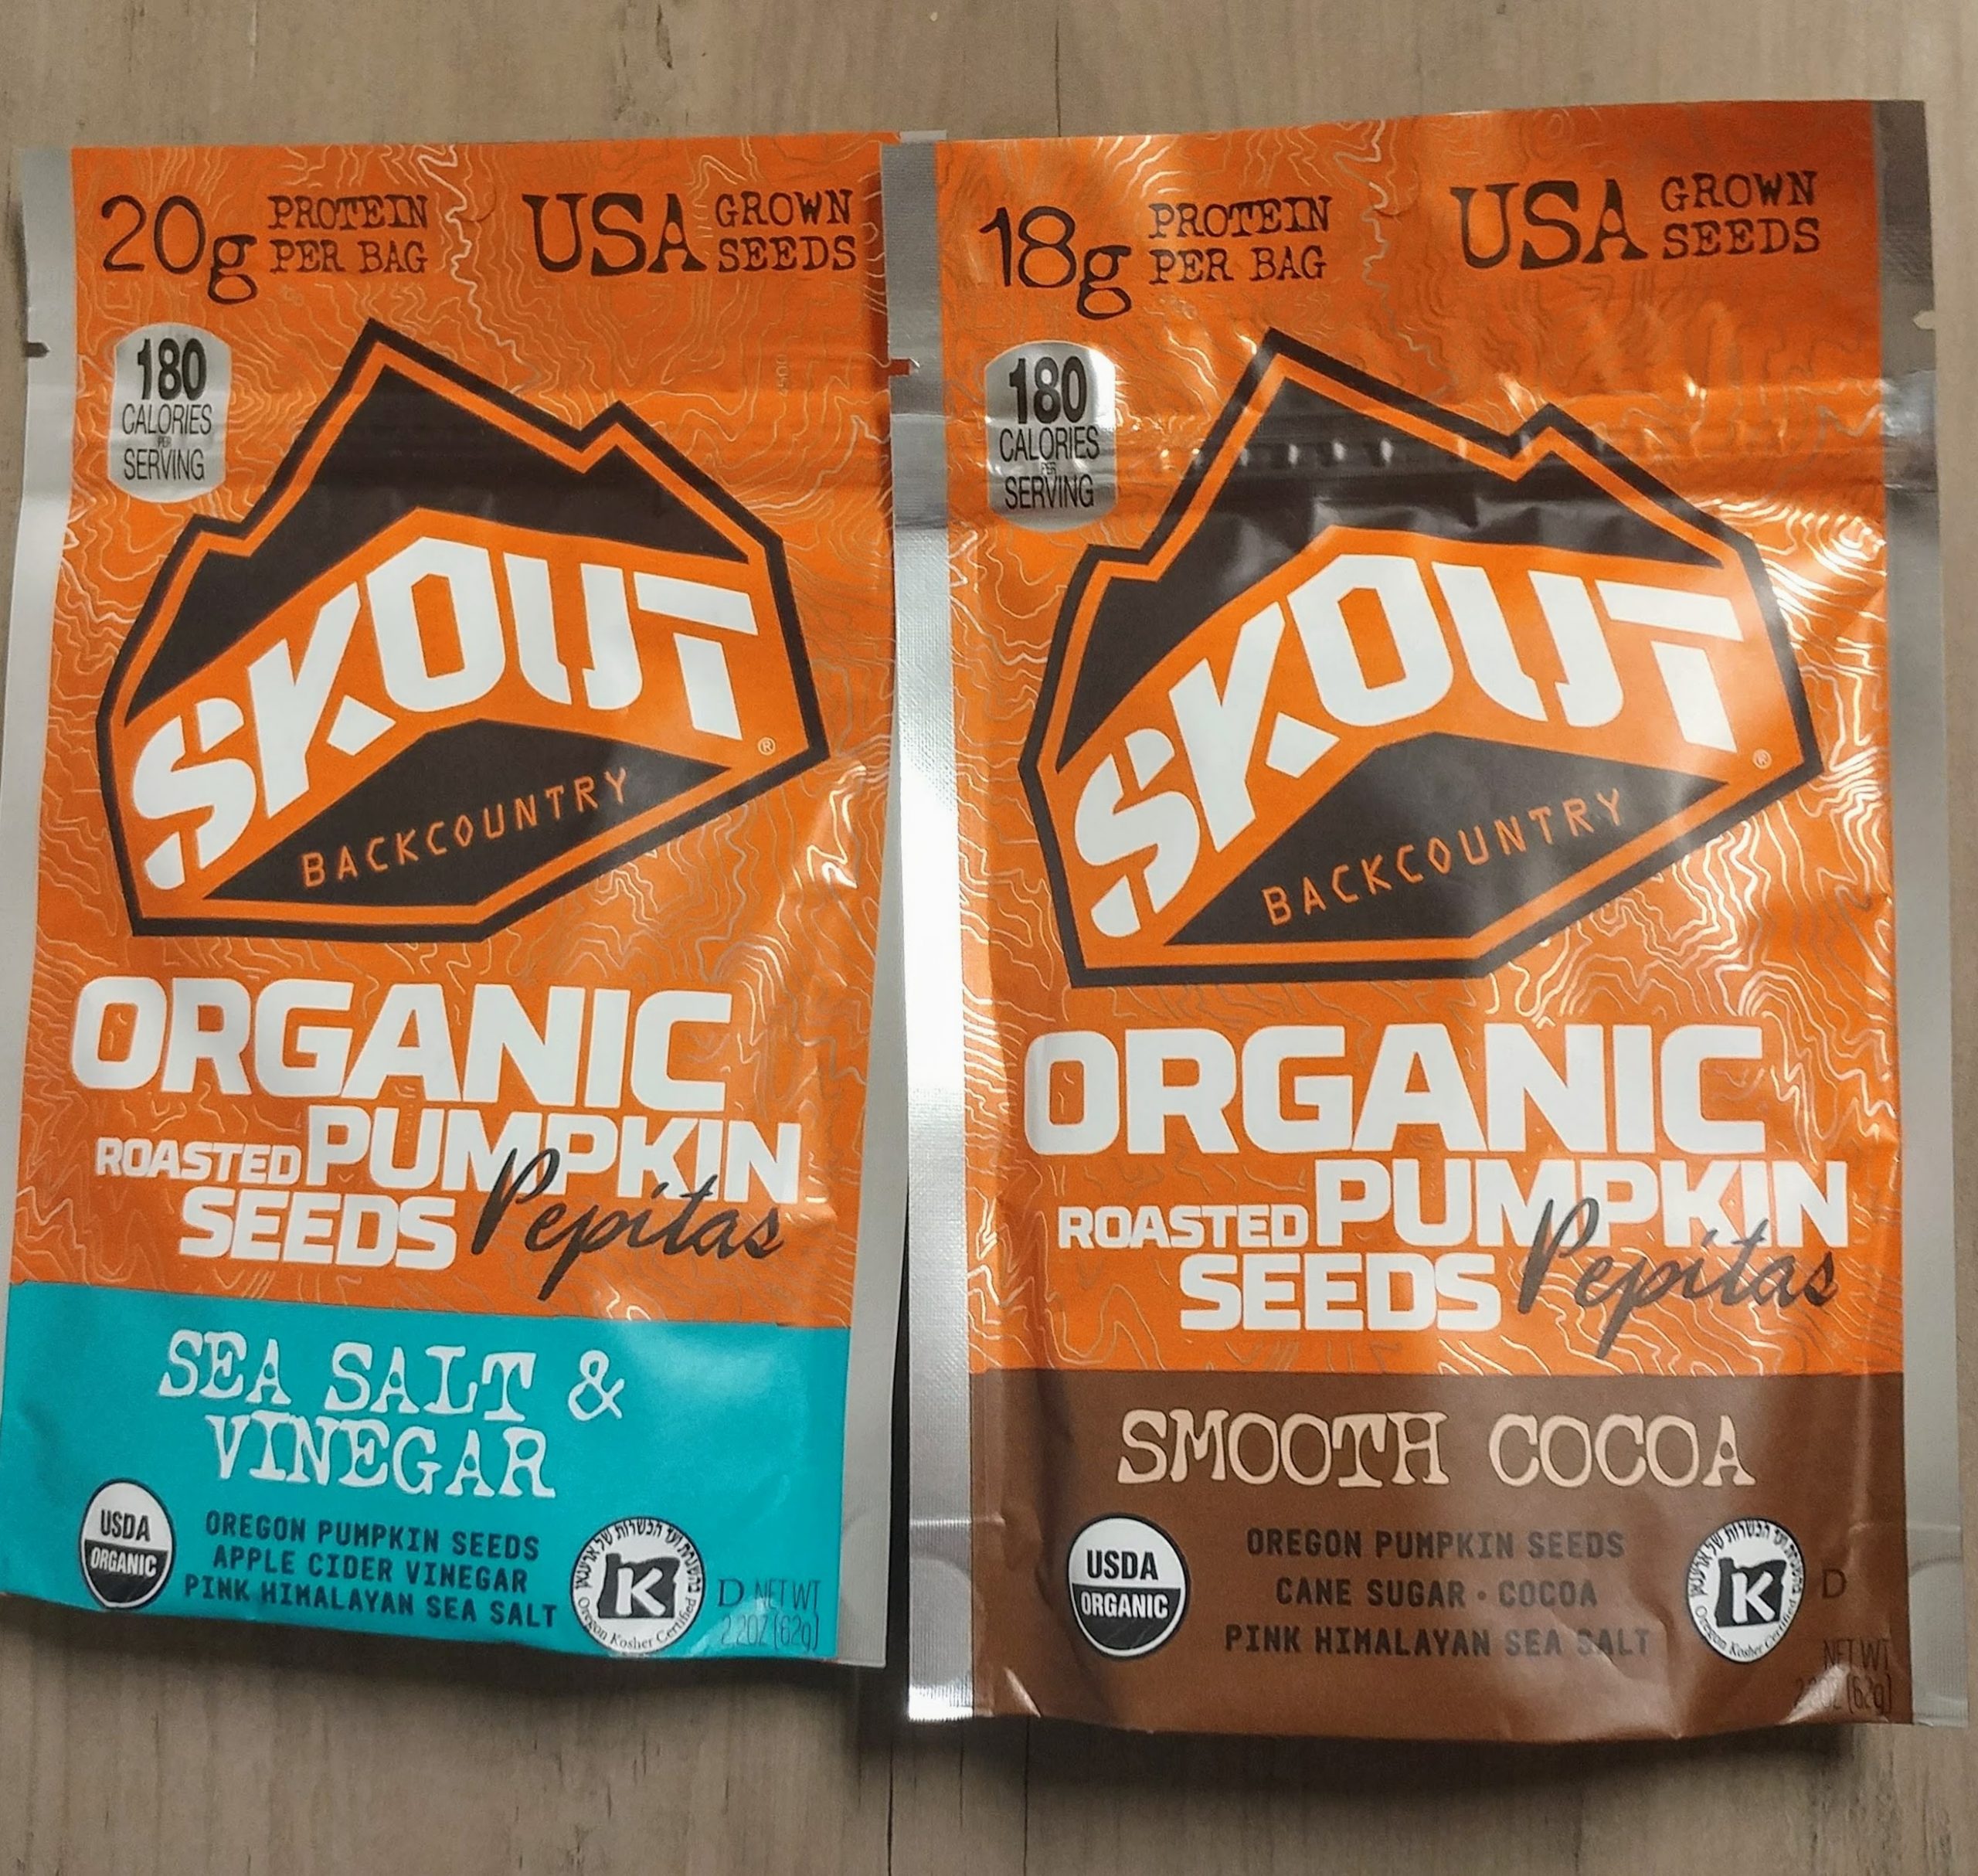 20g PROTEIN PER BAG
USA GROWN SEEDS
180
CALORIES
PER
SERVING
SKOUT®
BACKCOUNTRY
ORGANIC
ROASTED PUMPKIN
SEEDS Pepitas
SEA SALT &
VINEGAR
USDA
ORGANIC
OREGON PUMPKIN SEEDS
APPLE CIDER VINEGAR
PINK HIMALAYAN SEA SALT
K
Oregon Kosher Certified
D NET WT
2.2OZ (62g)
18g PROTEIN PER BAG
USA GROWN SEEDS
180
CALORIES
PER
SERVING
SKOUT®
BACKCOUNTRY
ORGANIC
ROASTED PUMPKIN
SEEDS Pepitas
SMOOTH COCOA
USDA
ORGANIC
OREGON PUMPKIN SEEDS
CANE SUGAR · COCOA
PINK HIMALAYAN SEA SALT
K
Oregon Kosher Certified
D
NET WT
2.2OZ (62g)